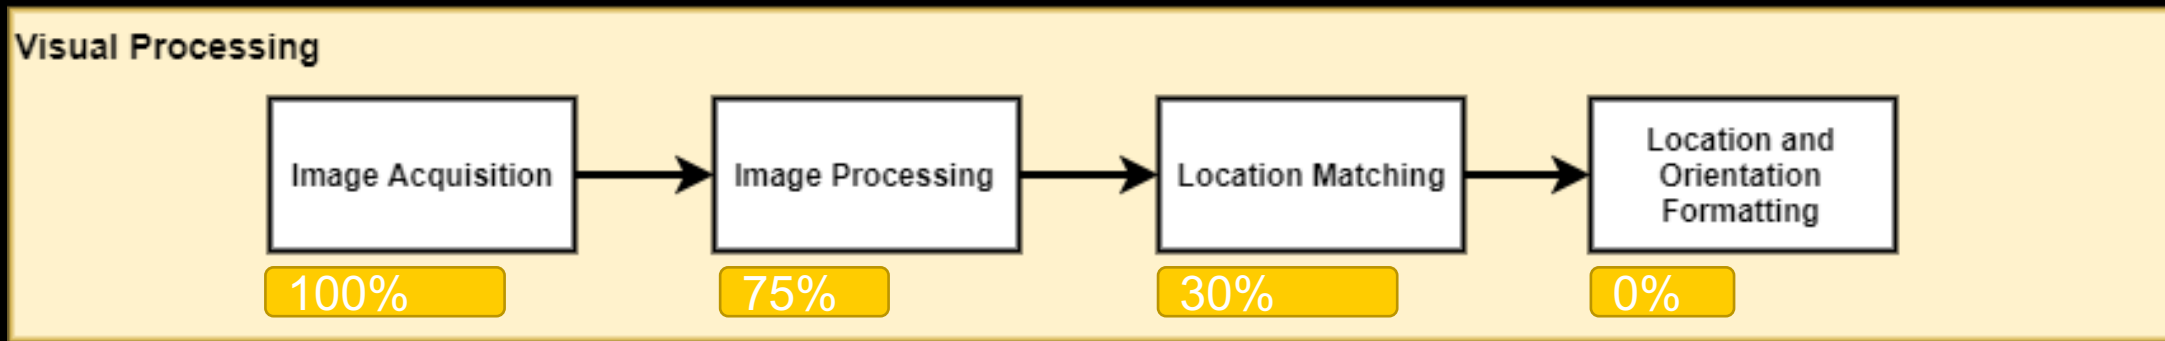 Visual Processing
Image Acquisition
Image Processing
Location Matching
Location and
Orientation
Formatting
100%
75%
30%
0%